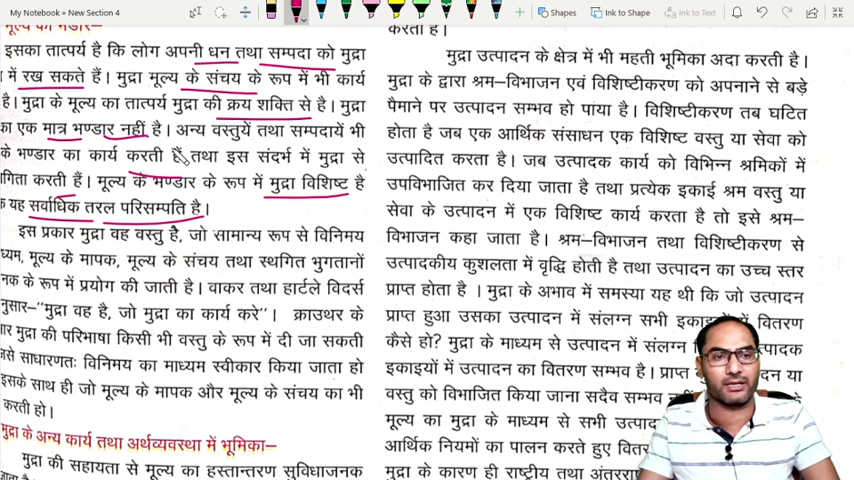 My Notebook » New Section 4
Shapes
Ink to Shape
Ink to Text
मूल्य का भंडार–
इसका तात्पर्य है कि लोग अपनी धन तथा सम्पदा को मुद्रा
में रख सकते हैं। मुद्रा मूल्य के संचय के रूप में भी कार्य
है। मुद्रा के मूल्य का तात्पर्य मुद्रा की क्रय शक्ति से है। मुद्रा
का एक मात्र भण्डार नहीं है। अन्य वस्तुयें तथा सम्पदायें भी
के भण्डार का कार्य करती हैं तथा इस संदर्भ में मुद्रा से
गिता करती हैं। मूल्य के भण्डार के रूप में मुद्रा विशिष्ट है
यह सर्वाधिक तरल परिसम्पति है।
इस प्रकार मुद्रा वह वस्तु है, जो सामान्य रूप से विनिमय
ध्यम, मूल्य के मापक, मूल्य के संचय तथा स्थगित भुगतानों
नक के रूप में प्रयोग की जाती है। वाकर तथा हार्टले विदर्स
नुसार–"मुद्रा वह है, जो मुद्रा का कार्य करे"। क्राउथर के
ार मुद्रा की परिभाषा किसी भी वस्तु के रूप में दी जा सकती
जसे साधारणतः विनिमय का माध्यम स्वीकार किया जाता हो
इसके साथ ही जो मूल्य के मापक और मूल्य के संचय का भी
करती हो।
मुद्रा के अन्य कार्य तथा अर्थव्यवस्था में भूमिका–
मुद्रा की सहायता से मूल्य का हस्तान्तरण सुविधाजनक
करता है।
मुद्रा उत्पादन के क्षेत्र में भी महती भूमिका अदा करती है।
मुद्रा के द्वारा श्रम–विभाजन एवं विशिष्टीकरण को अपनाने से बड़े
पैमाने पर उत्पादन सम्भव हो पाया है। विशिष्टीकरण तब घटित
होता है जब एक आर्थिक संसाधन एक विशिष्ट वस्तु या सेवा को
उत्पादित करता है। जब उत्पादक कार्य को विभिन्न श्रमिकों में
उपविभाजित कर दिया जाता है तथा प्रत्येक इकाई श्रम वस्तु या
सेवा के उत्पादन में एक विशिष्ट कार्य करता है तो इसे श्रम–
विभाजन कहा जाता है। श्रम–विभाजन तथा विशिष्टीकरण से
उत्पादकीय कुशलता में वृद्धि होती है तथा उत्पादन का उच्च स्तर
प्राप्त होता है । मुद्रा के अभाव में समस्या यह थी कि जो उत्पादन
प्राप्त हुआ उसका उत्पादन में संलग्न सभी इकाइयों में वितरण
कैसे हो? मुद्रा के माध्यम से उत्पादन में संलग्न पादक
इकाइयों में उत्पादन का वितरण सम्भव है। प्राप्त दन या
वस्तु को विभाजित किया जाना सदैव सम्भव
मूल्य का मुद्रा के माध्यम से सभी उत्पाद
आर्थिक नियमों का पालन करते हुए वित
मुद्रा के कारण ही राष्ट्रीय तथा अंतररा